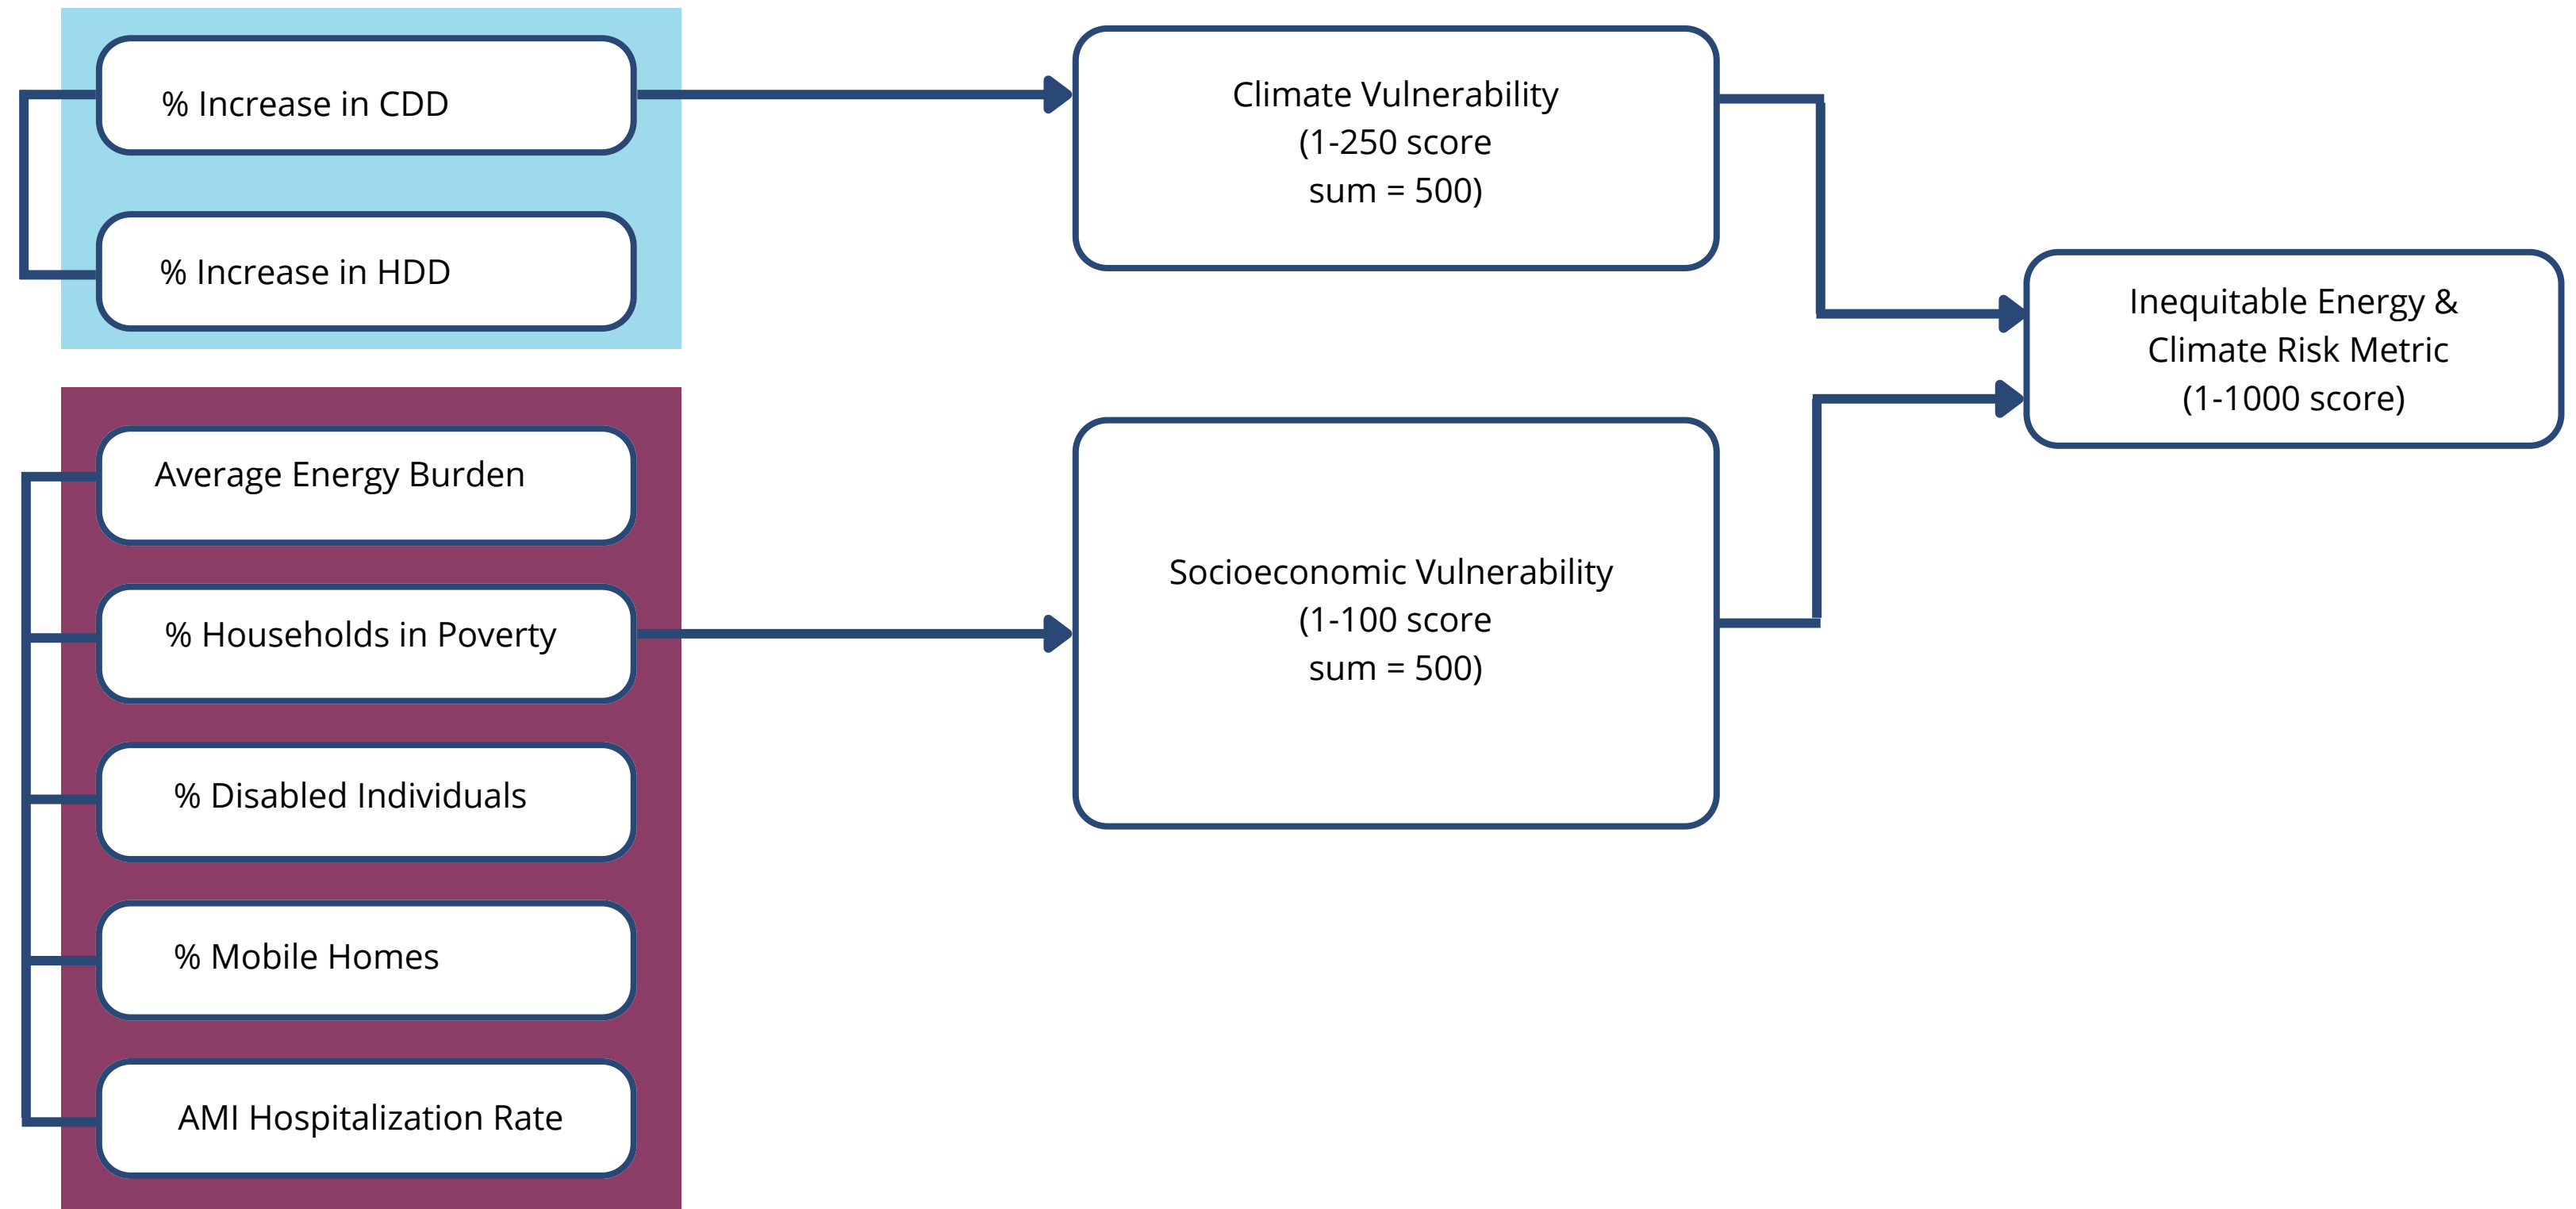 % Increase in CDD
% Increase in HDD
Climate Vulnerability
(1-250 score
sum = 500)
Inequitable Energy &
Climate Risk Metric
(1-1000 score)
Average Energy Burden
% Households in Poverty
% Disabled Individuals
% Mobile Homes
AMI Hospitalization Rate
Socioeconomic Vulnerability
(1-100 score
sum = 500)